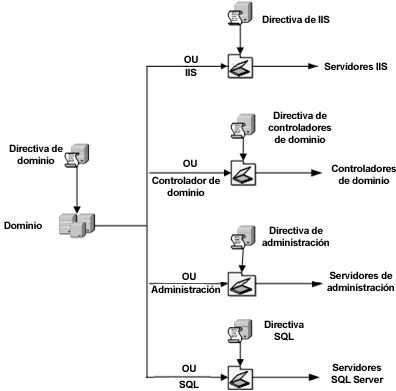 Directiva de IIS
OU
IIS
Servidores IIS
Directiva de
controladores
de dominio
Directiva de
dominio
OU
Controlador de
dominio
Controladores
de dominio
Dominio
Directiva de
administración
OU
Administración
Servidores de
administración
Directiva
SQL
OU
SQL
Servidores
SQL Server